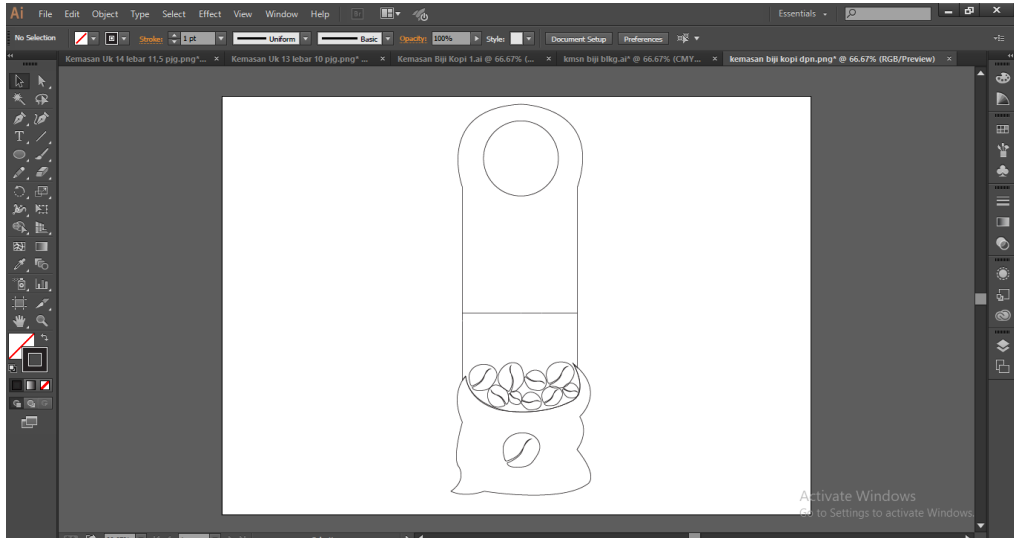 Ai File Edit Object Type Select Effect View Window Help Br Essentials
No Selection Stroke: 1 pt Uniform Basic Opacity: 100% Style: Document Setup Preferences
Kemasan Uk 14 lebar 11,5 pjg.png*... × Kemasan Uk 13 lebar 10 pjg.png* ... × Kemasan Biji Kopi 1.ai @ 66.67% (... × kmsn biji blkg.ai* @ 66.67% (CMY... × kemasan biji kopi dpn.png* @ 66.67% (RGB/Preview) ×
Activate Windows
Go to Settings to activate Windows.